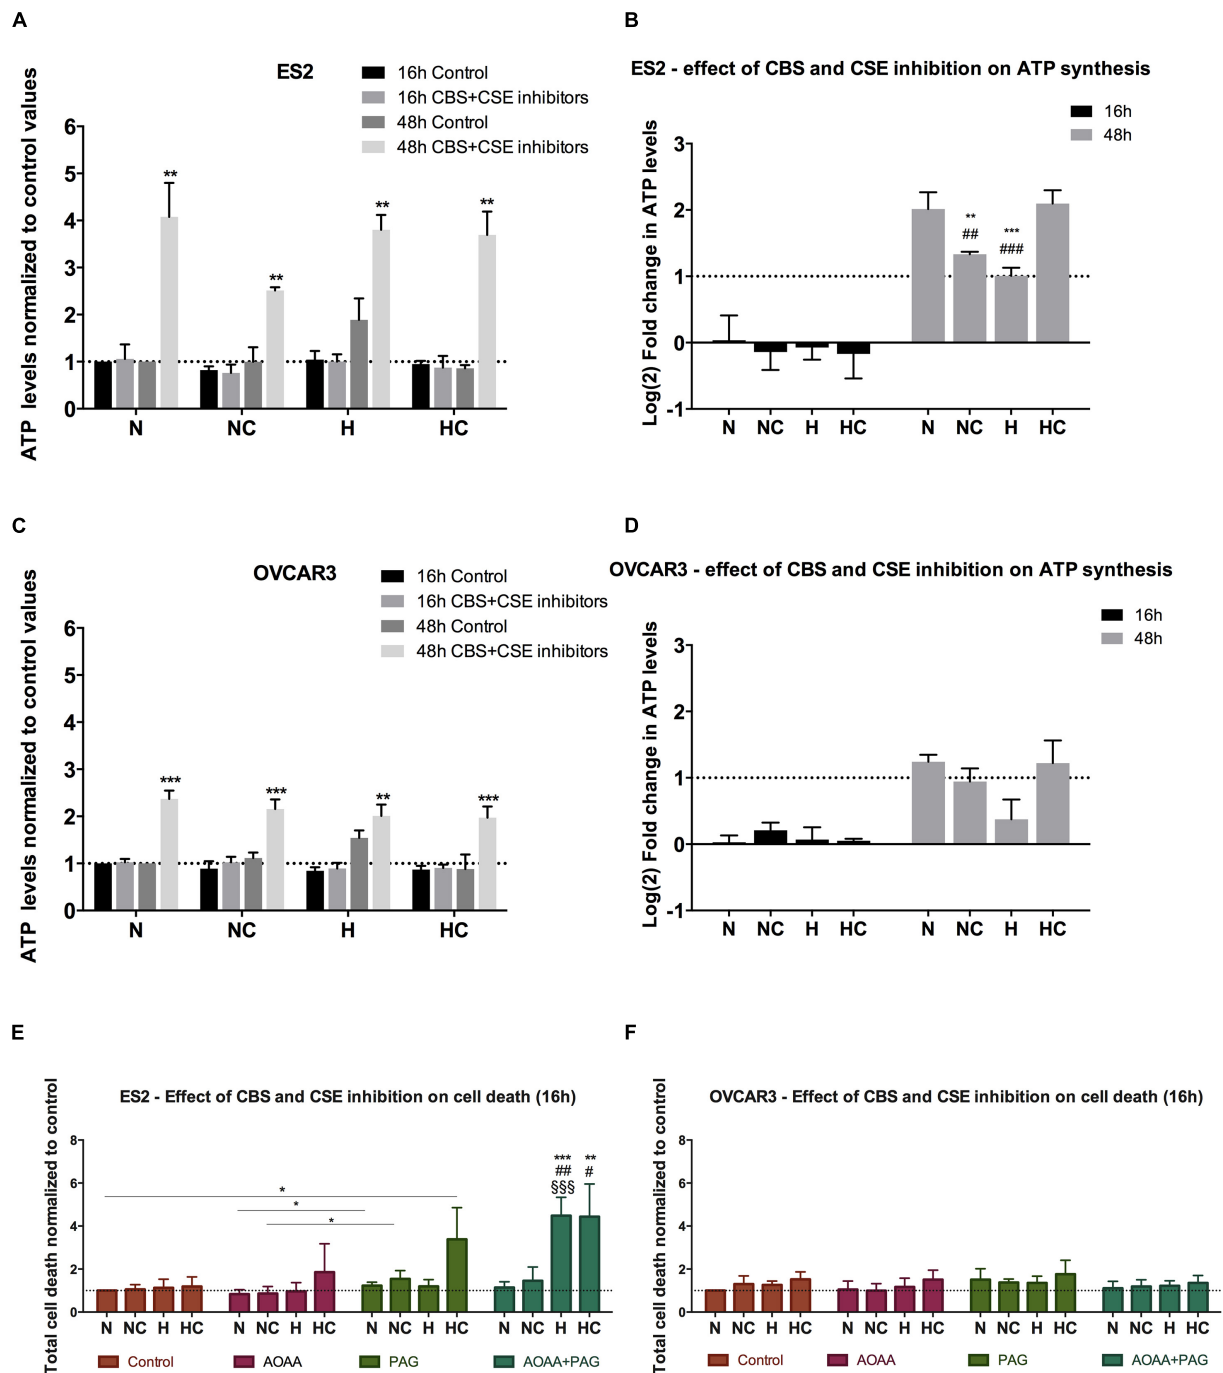 A
ES2
16h Control
16h CBS+CSE inhibitors
48h Control
48h CBS+CSE inhibitors
ATP levels normalized to control values
6
5
4
3
2
1
0
**
**
**
**
N NC H HC
B
ES2 - effect of CBS and CSE inhibition on ATP synthesis
16h
48h
Log(2) Fold change in ATP levels
3
2
1
0
-1
**
##
***
###
N NC H HC N NC H HC
C
OVCAR3
16h Control
16h CBS+CSE inhibitors
48h Control
48h CBS+CSE inhibitors
ATP levels normalized to control values
6
5
4
3
2
1
0
***
***
**
***
N NC H HC
D
OVCAR3 - effect of CBS and CSE inhibition on ATP synthesis
16h
48h
Log(2) Fold change in ATP levels
3
2
1
0
-1
N NC H HC N NC H HC
E
ES2 - Effect of CBS and CSE inhibition on cell death (16h)
Total cell death normalized to control
8
6
4
2
0
*
*
*
***
##
§§§
**
#
N NC H HC N NC H HC N NC H HC N NC H HC
Control AOAA PAG AOAA+PAG
F
OVCAR3 - Effect of CBS and CSE inhibition on cell death (16h)
Total cell death normalized to control
8
6
4
2
0
N NC H HC N NC H HC N NC H HC N NC H HC
Control AOAA PAG AOAA+PAG